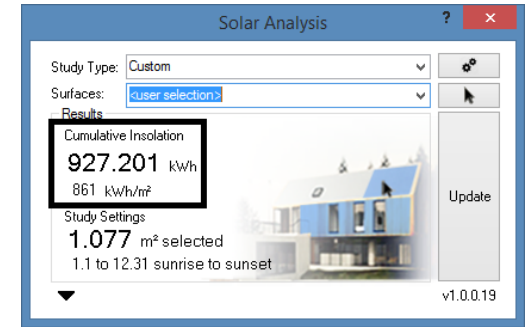 Solar Analysis ? ×
Study Type: Custom
Surfaces: <user selection>
Results
Cumulative Insolation
927.201 kWh
861 kWh/m²
Update
Study Settings
1.077 m² selected
1.1 to 12.31 sunrise to sunset
v1.0.0.19